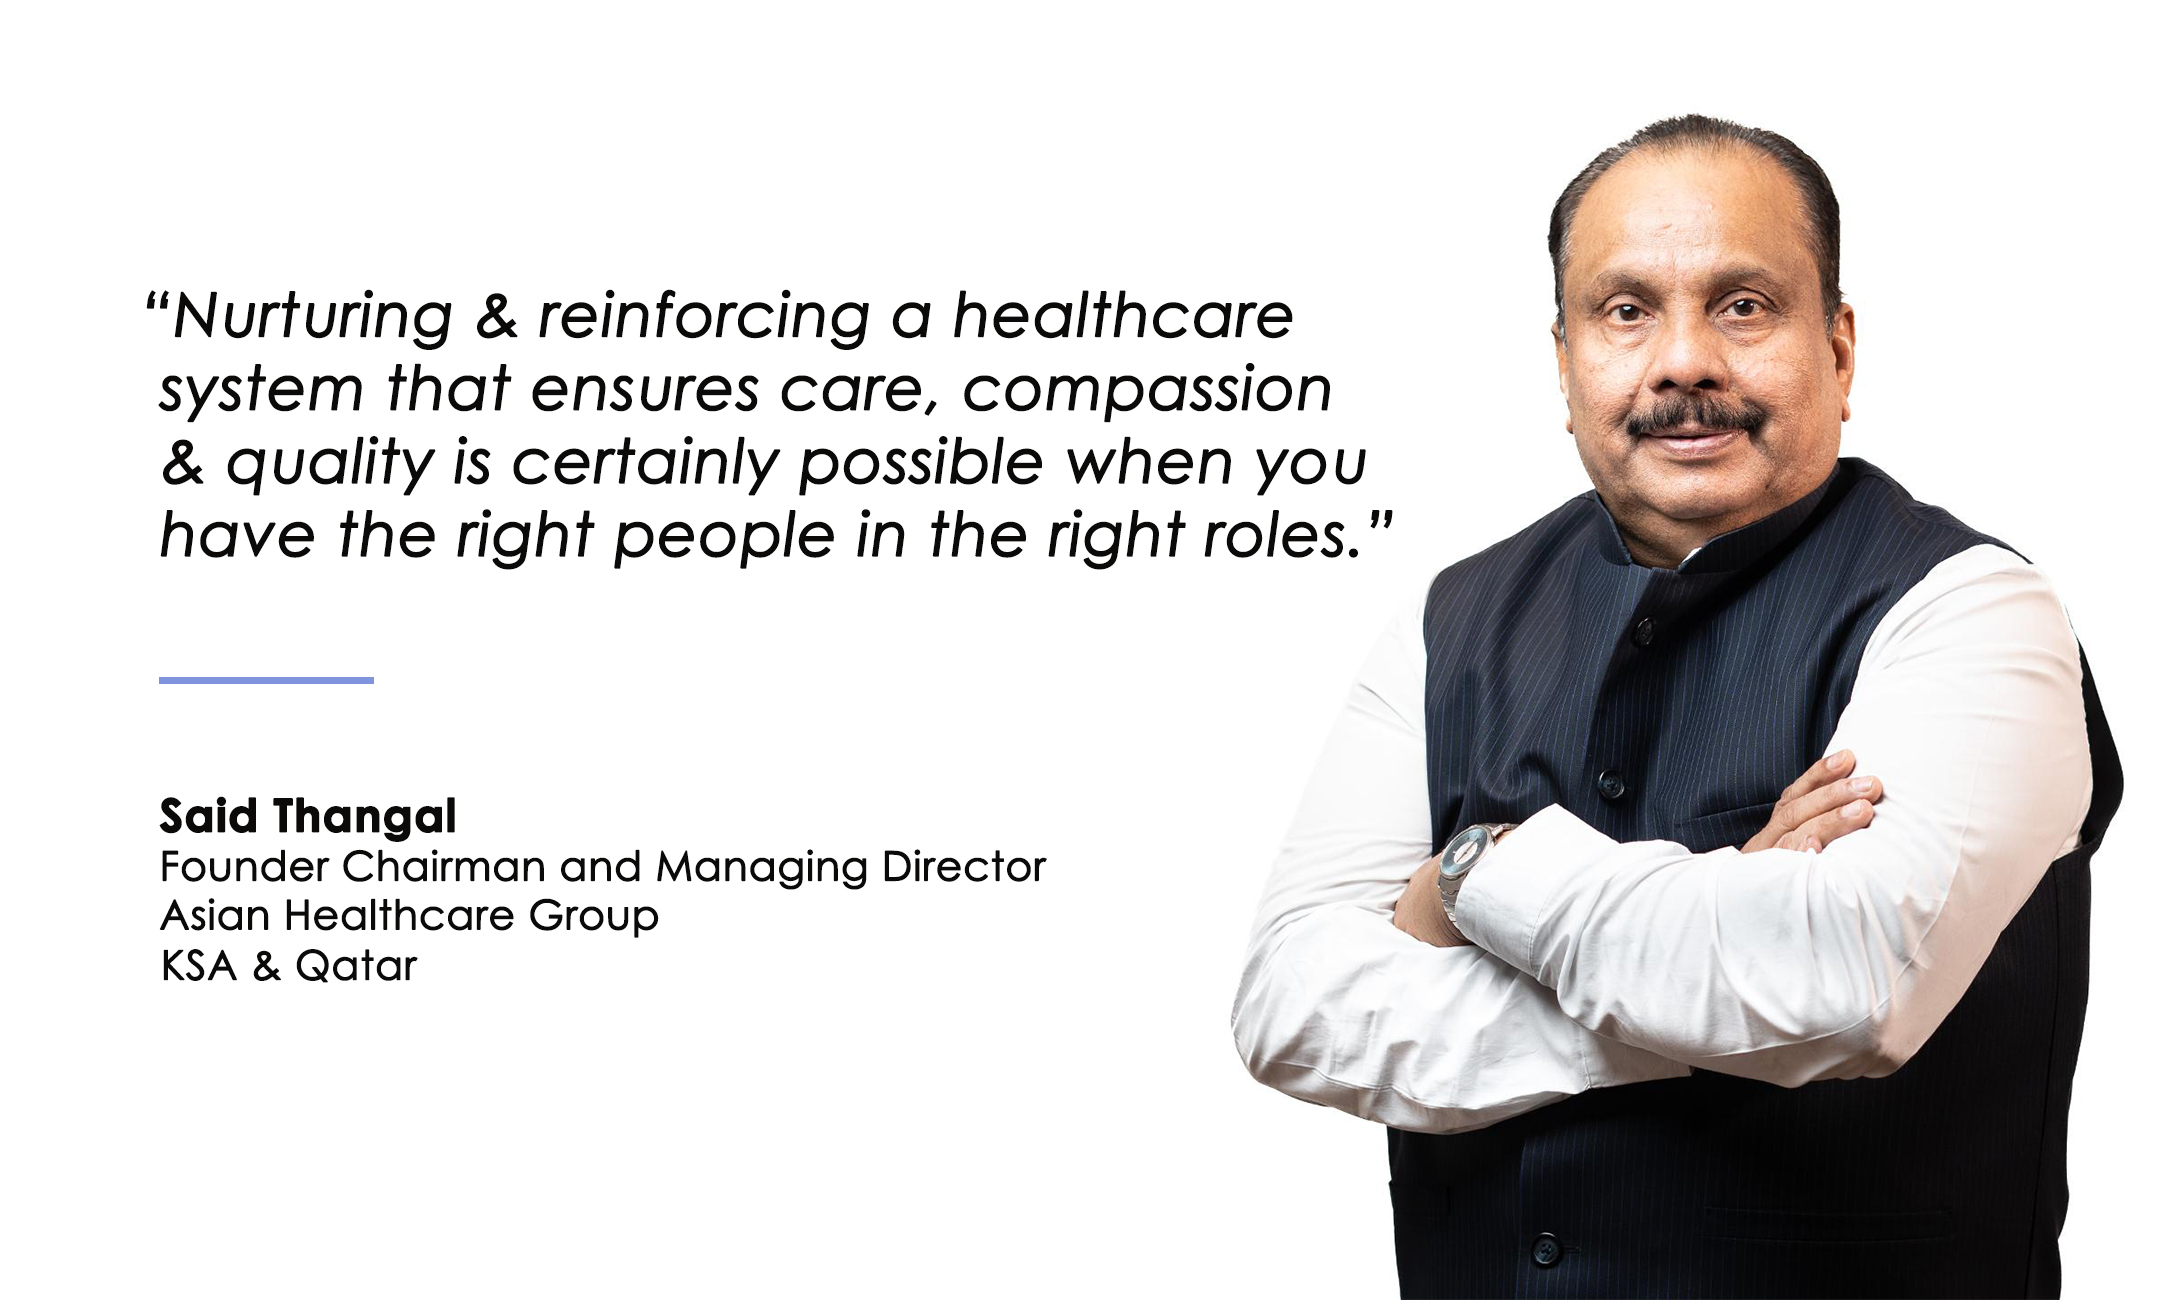 “Nurturing & reinforcing a healthcare
system that ensures care, compassion
& quality is certainly possible when you
have the right people in the right roles.”
Said Thangal
Founder Chairman and Managing Director
Asian Healthcare Group
KSA & Qatar